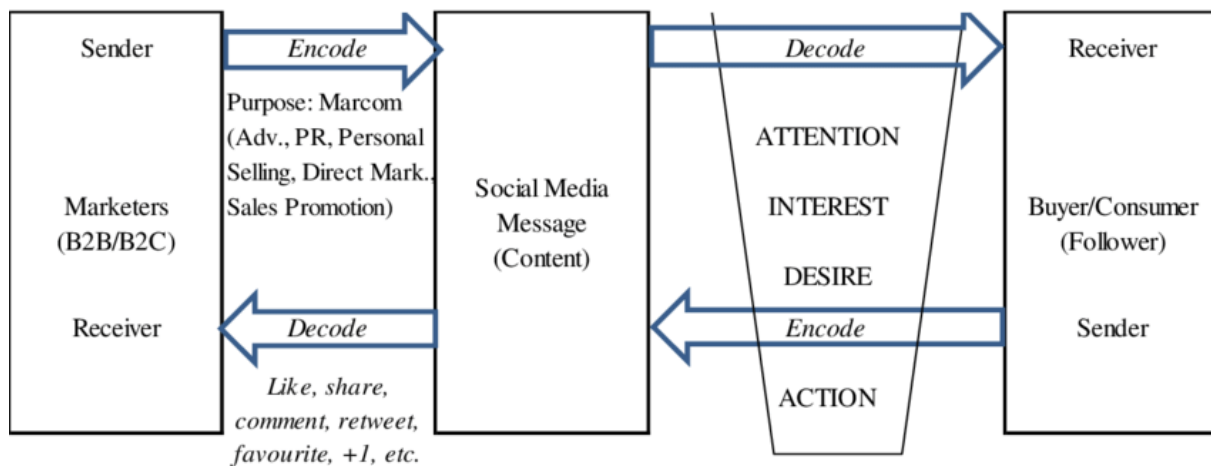 Sender
Encode
Purpose: Marcom
(Adv., PR, Personal
Selling, Direct Mark.,
Sales Promotion)
Marketers
(B2B/B2C)
Receiver
Decode
Like, share,
comment, retweet,
favourite, +1, etc.
Social Media
Message
(Content)
Decode
ATTENTION
INTEREST
DESIRE
Encode
ACTION
Receiver
Buyer/Consumer
(Follower)
Sender